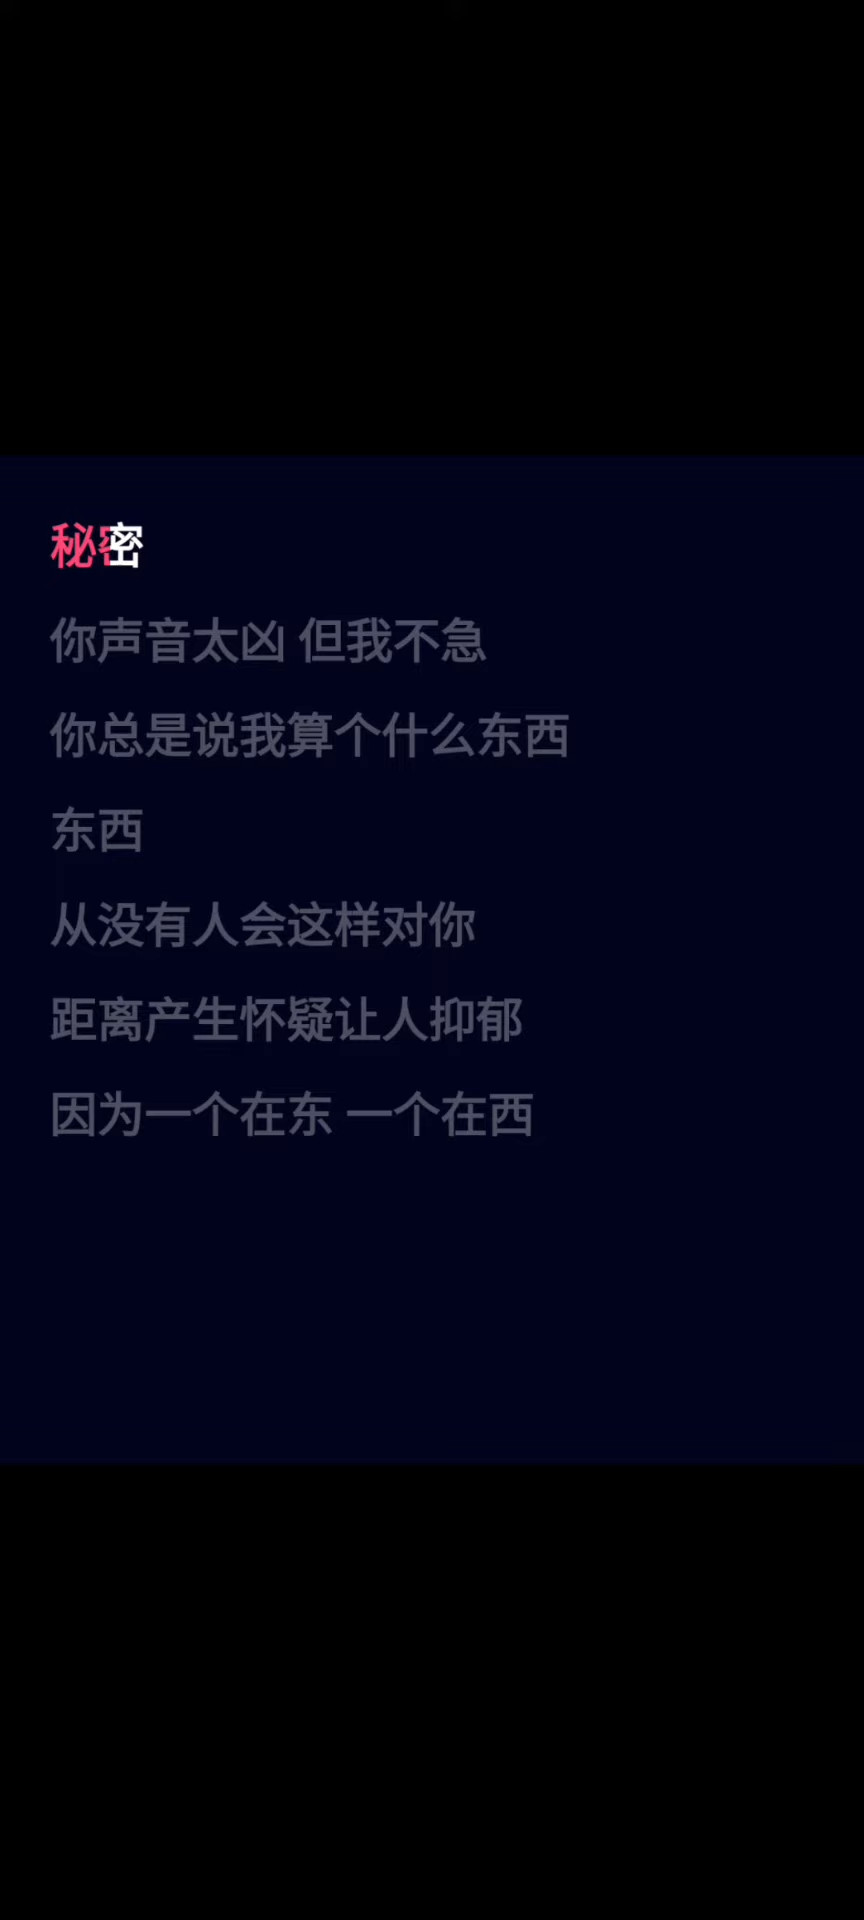 秘密
你声音太凶 但我不急
你总是说我算个什么东西
东西
从没有人会这样对你
距离产生怀疑让人抑郁
因为一个在东 一个在西